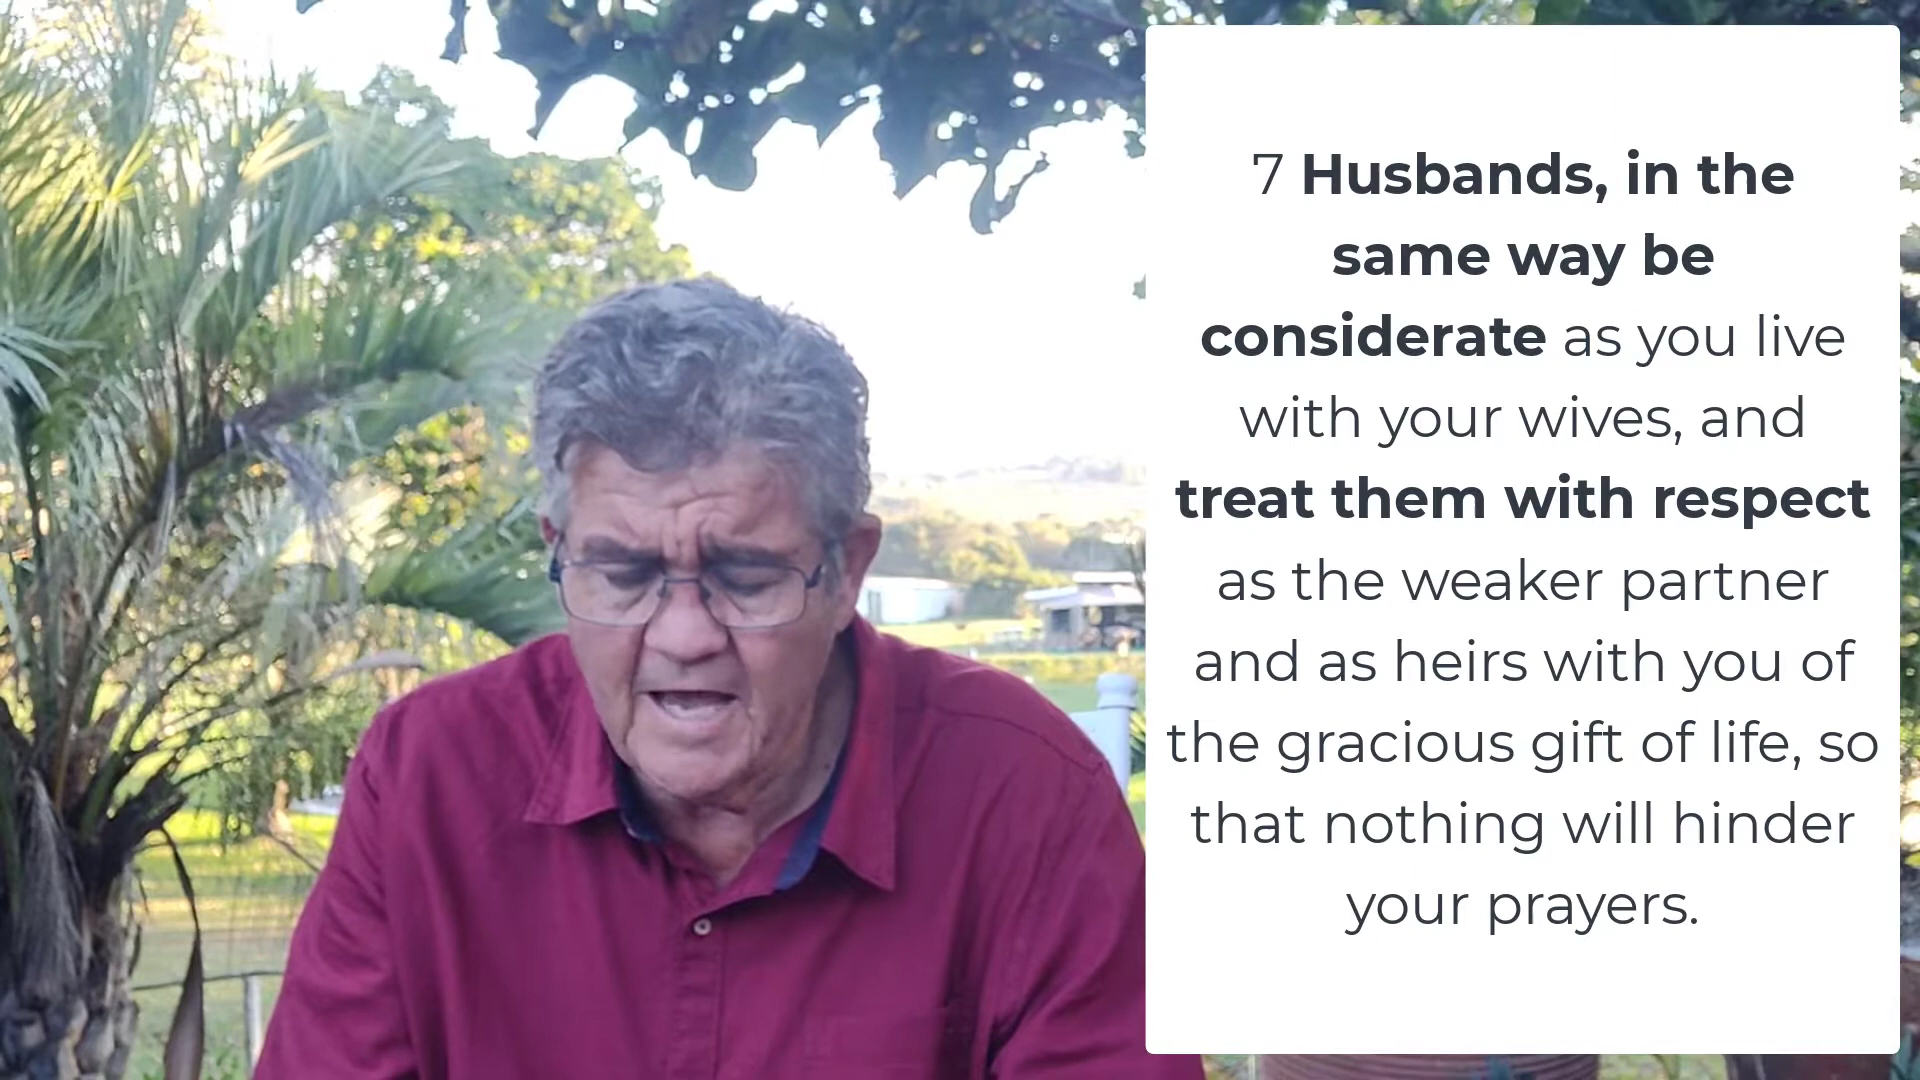 7 Husbands, in the
same way be
considerate as you live
with your wives, and
treat them with respect
as the weaker partner
and as heirs with you of
the gracious gift of life, so
that nothing will hinder
your prayers.